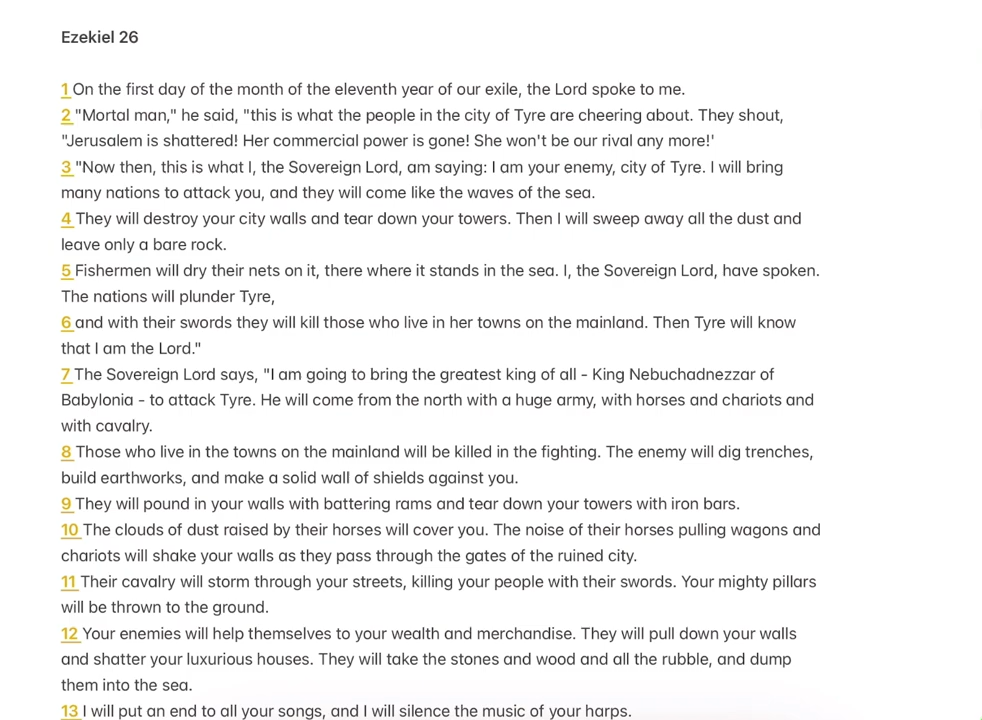 Ezekiel 26
1 On the first day of the month of the eleventh year of our exile, the Lord spoke to me.
2 "Mortal man," he said, "this is what the people in the city of Tyre are cheering about. They shout,
"Jerusalem is shattered! Her commercial power is gone! She won't be our rival any more!'
3 "Now then, this is what I, the Sovereign Lord, am saying: I am your enemy, city of Tyre. I will bring
many nations to attack you, and they will come like the waves of the sea.
4 They will destroy your city walls and tear down your towers. Then I will sweep away all the dust and
leave only a bare rock.
5 Fishermen will dry their nets on it, there where it stands in the sea. I, the Sovereign Lord, have spoken.
The nations will plunder Tyre,
6 and with their swords they will kill those who live in her towns on the mainland. Then Tyre will know
that I am the Lord."
7 The Sovereign Lord says, "I am going to bring the greatest king of all - King Nebuchadnezzar of
Babylonia - to attack Tyre. He will come from the north with a huge army, with horses and chariots and
with cavalry.
8 Those who live in the towns on the mainland will be killed in the fighting. The enemy will dig trenches,
build earthworks, and make a solid wall of shields against you.
9 They will pound in your walls with battering rams and tear down your towers with iron bars.
10 The clouds of dust raised by their horses will cover you. The noise of their horses pulling wagons and
chariots will shake your walls as they pass through the gates of the ruined city.
11 Their cavalry will storm through your streets, killing your people with their swords. Your mighty pillars
will be thrown to the ground.
12 Your enemies will help themselves to your wealth and merchandise. They will pull down your walls
and shatter your luxurious houses. They will take the stones and wood and all the rubble, and dump
them into the sea.
13 I will put an end to all your songs, and I will silence the music of your harps.